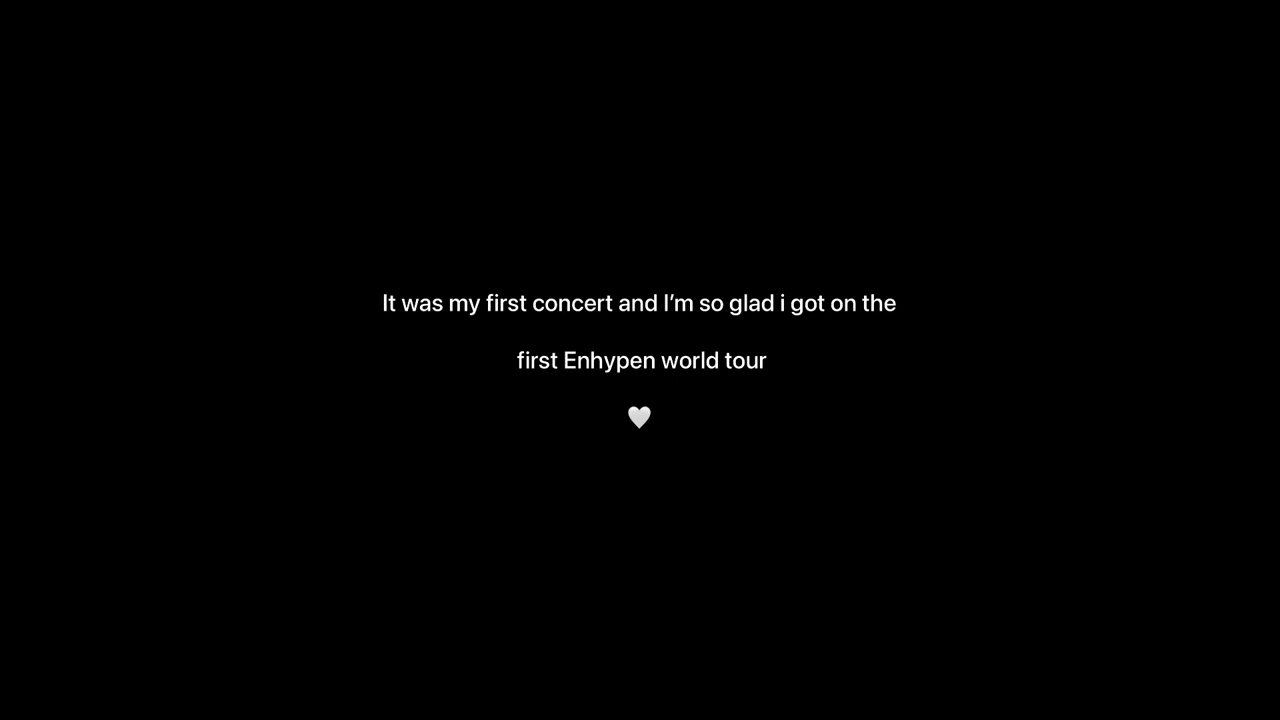 It was my first concert and I’m so glad i got on the
first Enhypen world tour
🤍